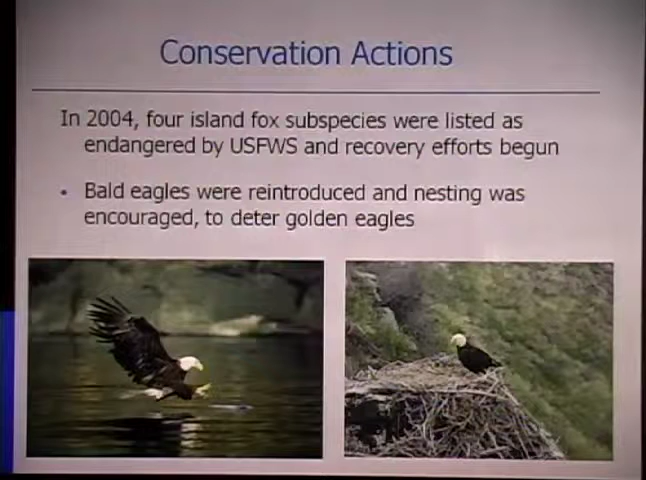 Conservation Actions
In 2004, four island fox subspecies were listed as
endangered by USFWS and recovery efforts begun
• Bald eagles were reintroduced and nesting was
encouraged, to deter golden eagles